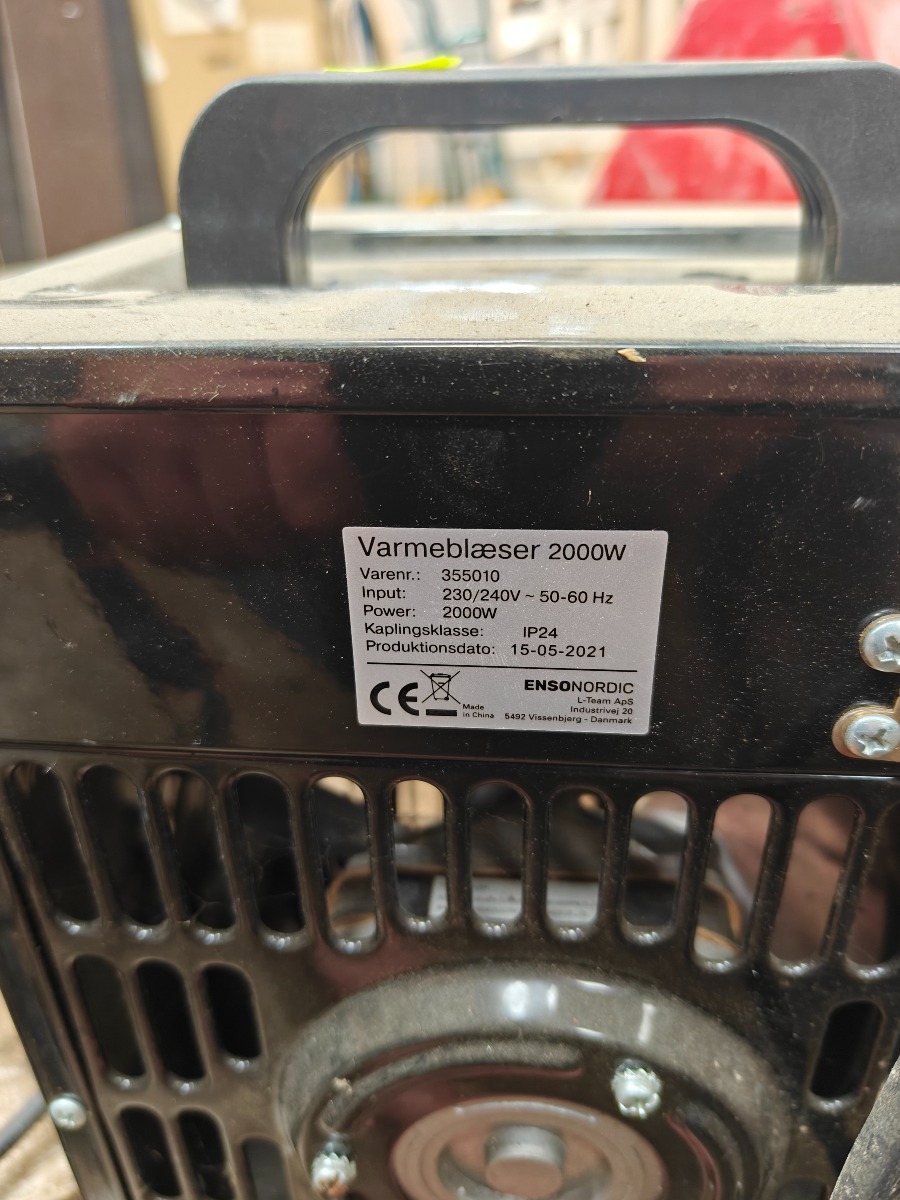 Varmeblæser 2000W
Varenr.: 355010
Input: 230/240V ~ 50-60 Hz
Power: 2000W
Kaplingsklasse: IP24
Produktionsdato: 15-05-2021
CE
Made
in China
ENSONORDIC
L-Team ApS
Industrivej 20
5492 Vissenbjerg - Danmark